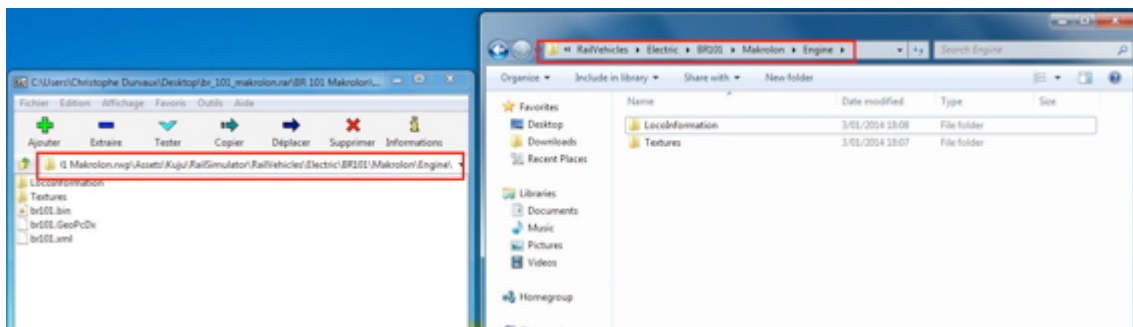 C:\Users\Christophe Durvaux\Desktop\br_101_makrolon.rar\BR 101 Makrolon\...
Fichier Edition Affichage Favoris Outils Aide
Ajouter Extraire Tester Copier Déplacer Supprimer Informations
Makrolon.rwp\Assets\Kuju\RailSimulator\RailVehicles\Electric\BR101\Makrolon\Engine\
LocoInformation
Textures
br101.bin
br101.GeoPcDx
br101.xml
RailVehicles Electric BR101 Makrolon Engine
Search Engine
Organize Include in library Share with New folder
Favorites
Desktop
Downloads
Recent Places
Libraries
Documents
Music
Pictures
Videos
Homegroup
Name Date modified Type Size
LocoInformation 3/01/2014 18:08 File folder
Textures 3/01/2014 18:07 File folder